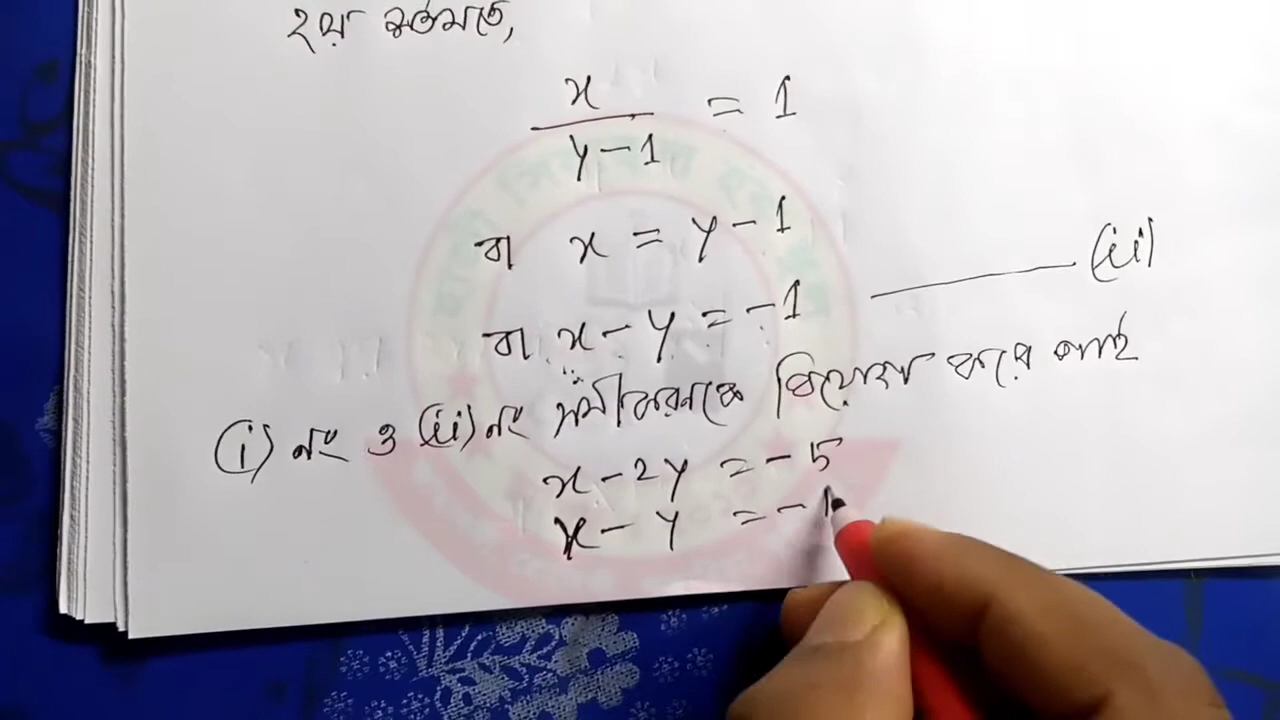 ২য় শর্তমতে,
x
y - 1
= 1
বা x = y - 1
বা x - y = -1 (ii)
(i) নং ও (ii) নং সমীকরণকে বিয়োগ করে পাই
x - 2y = - 5
x - y = - 1